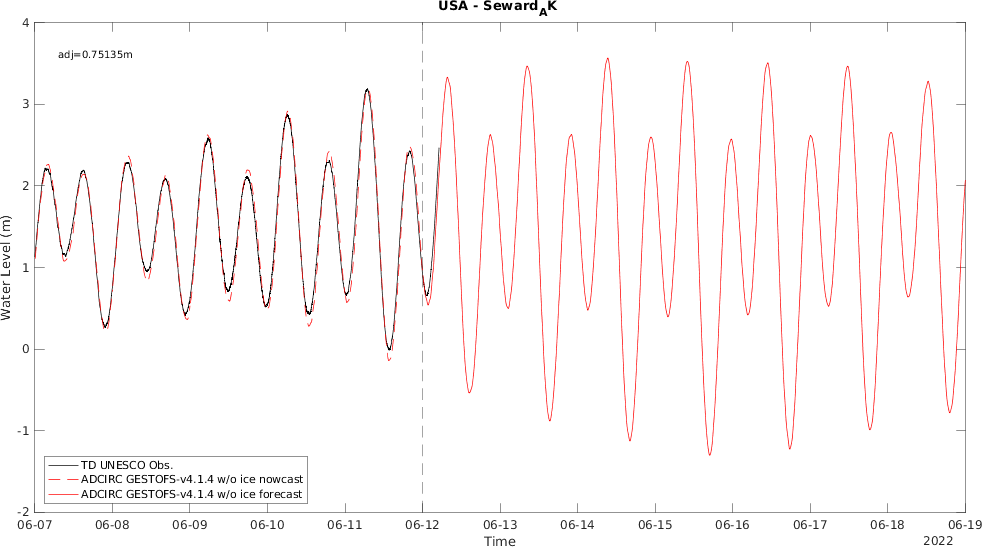 USA - Seward_AK
adj=0.75135m
4
3
2
1
0
-1
-2
Water Level (m)
TD UNESCO Obs.
ADCIRC GESTOFS-v4.1.4 w/o ice nowcast
ADCIRC GESTOFS-v4.1.4 w/o ice forecast
06-07 06-08 06-09 06-10 06-11 06-12 06-13 06-14 06-15 06-16 06-17 06-18 06-19
Time
2022